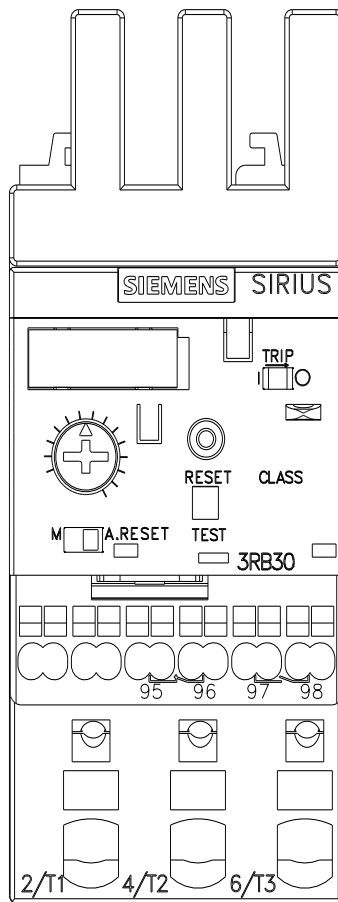 SIEMENS SIRIUS
TRIP
I O
RESET CLASS
M A.RESET TEST
3RB30
95 96 97 98
2/T1 4/T2 6/T3